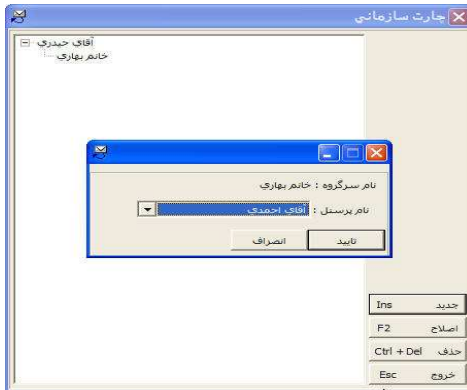 چارت سازماني
آقاي حيدري
خانم بهاري
نام سرگروه : خانم بهاري
نام پرسنل : آقاي احمدي
تاييد
انصراف
جديد Ins
اصلاح F2
حذف Ctrl + Del
خروج Esc